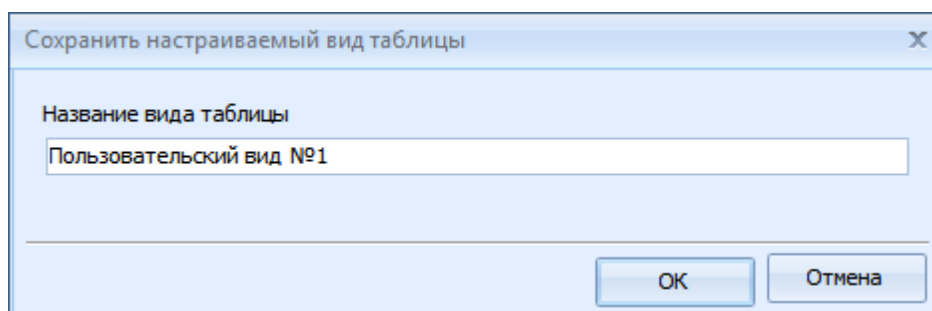 Сохранить настраиваемый вид таблицы
Название вида таблицы
Пользовательский вид №1
ОК
Отмена